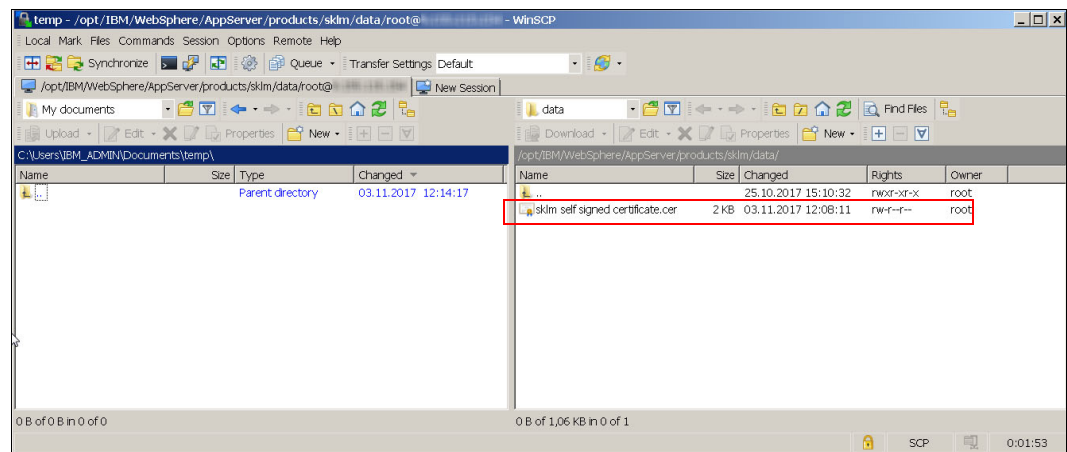 temp - /opt/IBM/WebSphere/AppServer/products/sklm/data/root@ - WinSCP
Local Mark Files Commands Session Options Remote Help
Synchronize Queue Transfer Settings Default
/opt/IBM/WebSphere/AppServer/products/sklm/data/root@ New Session
My documents data Find Files
Upload Edit Properties New Download Edit Properties New
C:\Users\IBM_ADMIN\Documents\temp\ /opt/IBM/WebSphere/AppServer/products/sklm/data/
Name Size Type Changed Name Size Changed Rights Owner
.. Parent directory 03.11.2017 12:14:17 .. 25.10.2017 15:10:32 rwxr-xr-x root
sklm self signed certificate.cer 2 KB 03.11.2017 12:08:11 rw-r--r-- root
0 B of 0 B in 0 of 0 0 B of 1,06 KB in 0 of 1
SCP 0:01:53